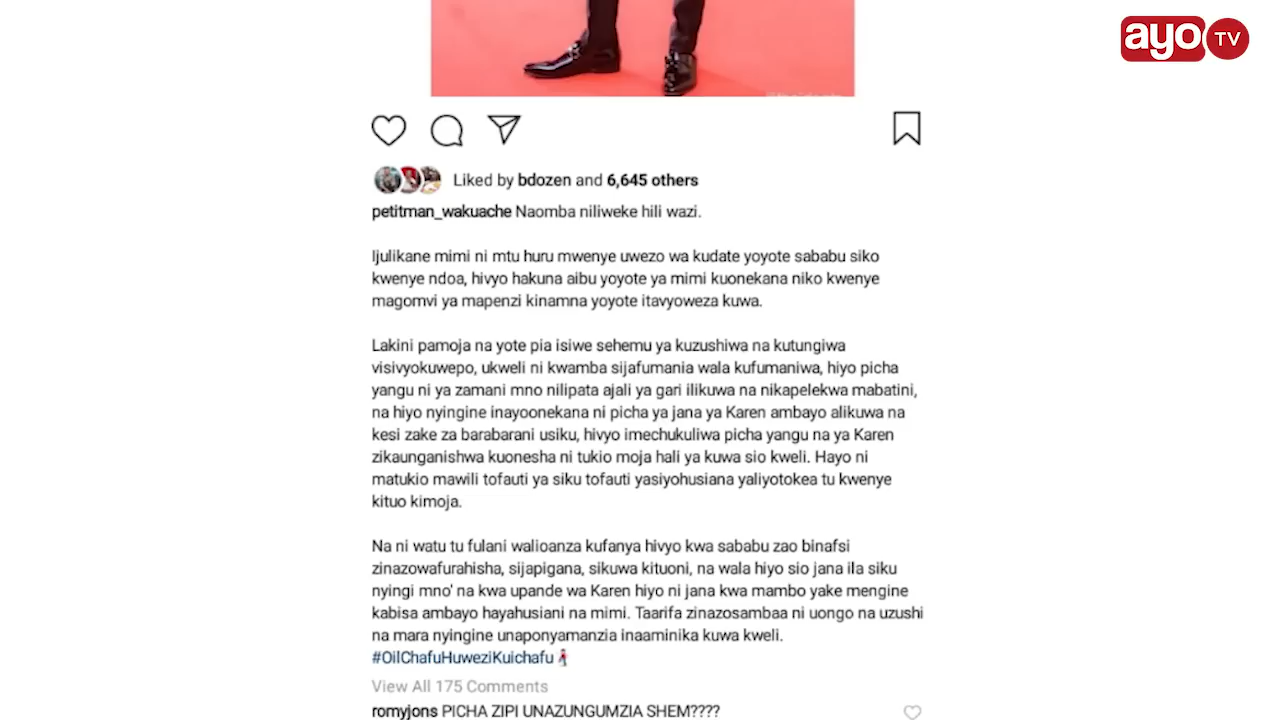 ayo TV
Liked by bdozen and 6,645 others
petitman_wakuache Naomba niliweke hili wazi.
Ijulikane mimi ni mtu huru mwenye uwezo wa kudate yoyote sababu siko
kwenye ndoa, hivyo hakuna aibu yoyote ya mimi kuonekana niko kwenye
magomvi ya mapenzi kinamna yoyote itavyoweza kuwa.
Lakini pamoja na yote pia isiwe sehemu ya kuzushiwa na kutungiwa
visivyokuwepo, ukweli ni kwamba sijafumania wala kufumaniwa, hiyo picha
yangu ni ya zamani mno nilipata ajali ya gari ilikuwa na nikapelekwa mabatini,
na hiyo nyingine inayoonekana ni picha ya jana ya Karen ambayo alikuwa na
kesi zake za barabarani usiku, hivyo imechukuliwa picha yangu na ya Karen
zikaunganishwa kuonesha ni tukio moja hali ya kuwa sio kweli. Hayo ni
matukio mawili tofauti ya siku tofauti yasiyohusiana yaliyotokea tu kwenye
kituo kimoja.
Na ni watu tu fulani walioanza kufanya hivyo kwa sababu zao binafsi
zinazowafurahisha, sijapigana, sikuwa kituoni, na wala hiyo sio jana ila siku
nyingi mno' na kwa upande wa Karen hiyo ni jana kwa mambo yake mengine
kabisa ambayo hayahusiani na mimi. Taarifa zinazosambaa ni uongo na uzushi
na mara nyingine unaponyamanzia inaaminika kuwa kweli.
#OilChafuHuweziKuichafu
View All 175 Comments
romyjons PICHA ZIPI UNAZUNGUMZIA SHEM????